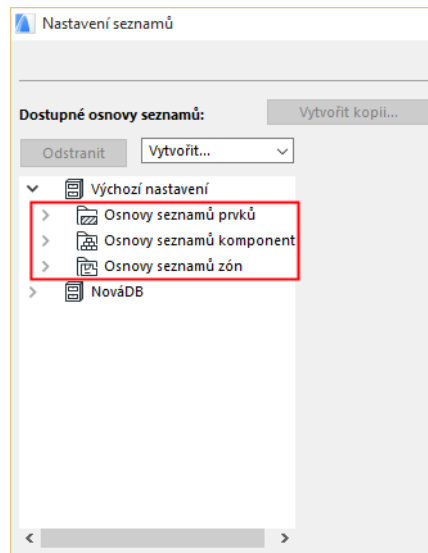 Nastavení seznamů
Dostupné osnovy seznamů:
Vytvořit kopii...
Odstranit
Vytvořit...
Výchozí nastavení
Osnovy seznamů prvků
Osnovy seznamů komponent
Osnovy seznamů zón
NováDB